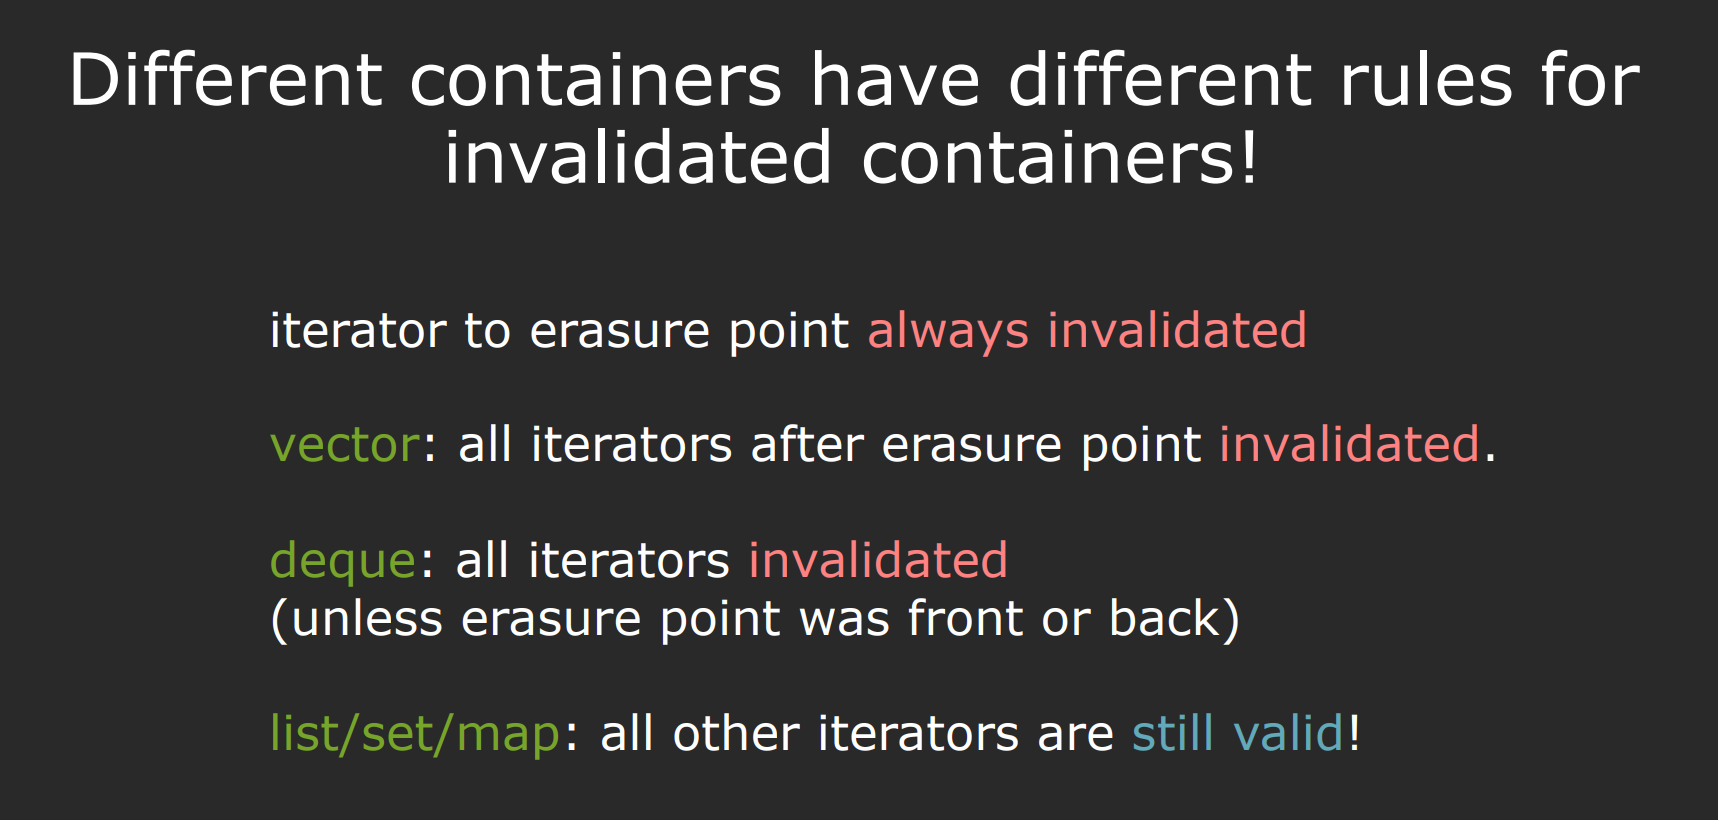 Different containers have different rules for
invalidated containers!
iterator to erasure point always invalidated
vector: all iterators after erasure point invalidated.
deque: all iterators invalidated
(unless erasure point was front or back)
list/set/map: all other iterators are still valid!